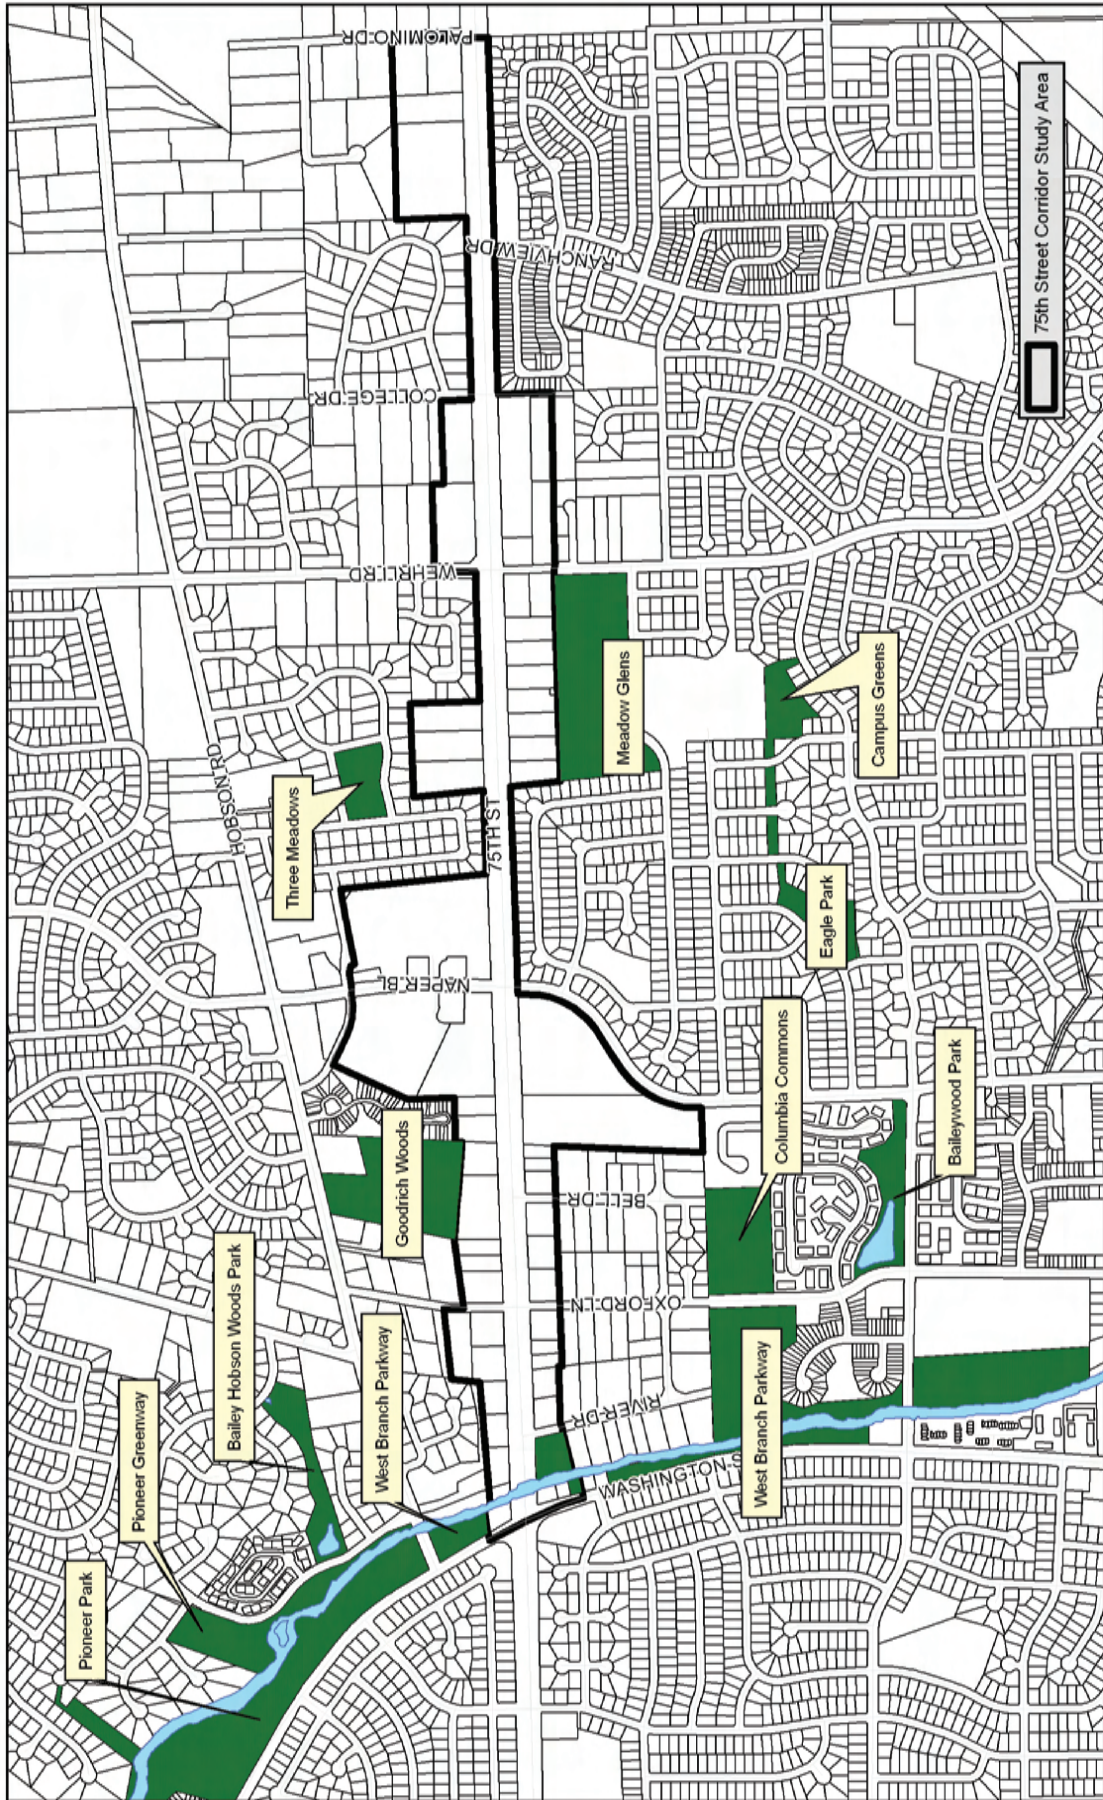 Pioneer Park
Pioneer Greenway
Bailey Hobson Woods Park
West Branch Parkway
Goodrich Woods
Three Meadows
HOBSON RD
NAPER BL
75TH ST
WEHRLI RD
COLLEGE DR
PALOMINO DR
RANCHVIEW DR
WASHINGTON S
RIVER DR
OXFORD LN
BELL DR
West Branch Parkway
Columbia Commons
Baileywood Park
Eagle Park
Meadow Glens
Campus Greens
75th Street Corridor Study Area